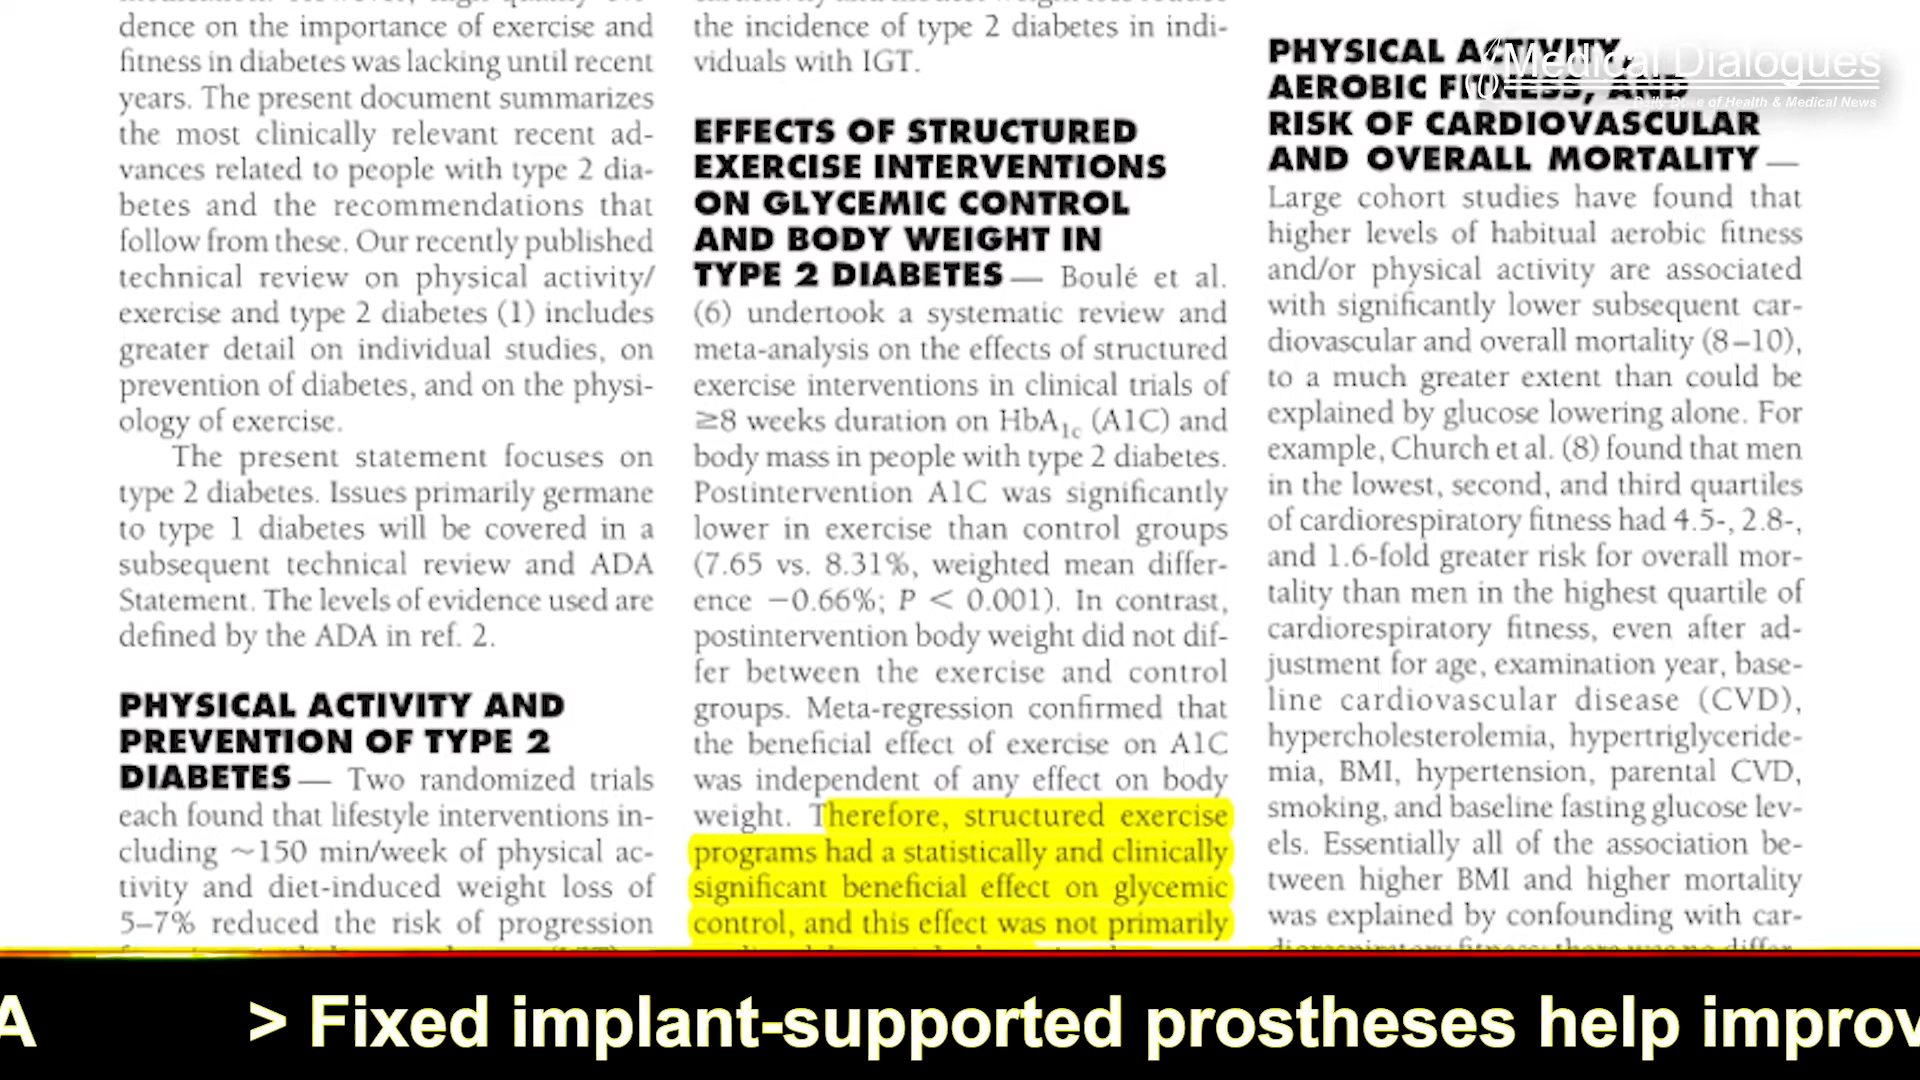 dence on the importance of exercise and
fitness in diabetes was lacking until recent
years. The present document summarizes
the most clinically relevant recent ad-
vances related to people with type 2 dia-
betes and the recommendations that
follow from these. Our recently published
technical review on physical activity/
exercise and type 2 diabetes (1) includes
greater detail on individual studies, on
prevention of diabetes, and on the physi-
ology of exercise.
The present statement focuses on
type 2 diabetes. Issues primarily germane
to type 1 diabetes will be covered in a
subsequent technical review and ADA
Statement. The levels of evidence used are
defined by the ADA in ref. 2.
PHYSICAL ACTIVITY AND
PREVENTION OF TYPE 2
DIABETES — Two randomized trials
each found that lifestyle interventions in-
cluding ~150 min/week of physical ac-
tivity and diet-induced weight loss of
5–7% reduced the risk of progression
the incidence of type 2 diabetes in indi-
viduals with IGT.
EFFECTS OF STRUCTURED
EXERCISE INTERVENTIONS
ON GLYCEMIC CONTROL
AND BODY WEIGHT IN
TYPE 2 DIABETES — Boulé et al.
(6) undertook a systematic review and
meta-analysis on the effects of structured
exercise interventions in clinical trials of
≥8 weeks duration on HbA1c (A1C) and
body mass in people with type 2 diabetes.
Postintervention A1C was significantly
lower in exercise than control groups
(7.65 vs. 8.31%, weighted mean differ-
ence −0.66%; P < 0.001). In contrast,
postintervention body weight did not dif-
fer between the exercise and control
groups. Meta-regression confirmed that
the beneficial effect of exercise on A1C
was independent of any effect on body
weight. Therefore, structured exercise
programs had a statistically and clinically
significant beneficial effect on glycemic
control, and this effect was not primarily
PHYSICAL ACTIVITY,
AEROBIC FITNESS, AND
RISK OF CARDIOVASCULAR
AND OVERALL MORTALITY —
Large cohort studies have found that
higher levels of habitual aerobic fitness
and/or physical activity are associated
with significantly lower subsequent car-
diovascular and overall mortality (8–10),
to a much greater extent than could be
explained by glucose lowering alone. For
example, Church et al. (8) found that men
in the lowest, second, and third quartiles
of cardiorespiratory fitness had 4.5-, 2.8-,
and 1.6-fold greater risk for overall mor-
tality than men in the highest quartile of
cardiorespiratory fitness, even after ad-
justment for age, examination year, base-
line cardiovascular disease (CVD),
hypercholesterolemia, hypertriglyceride-
mia, BMI, hypertension, parental CVD,
smoking, and baseline fasting glucose lev-
els. Essentially all of the association be-
tween higher BMI and higher mortality
was explained by confounding with car-
Medical Dialogues
Daily Dose of Health & Medical News
A > Fixed implant-supported prostheses help improv